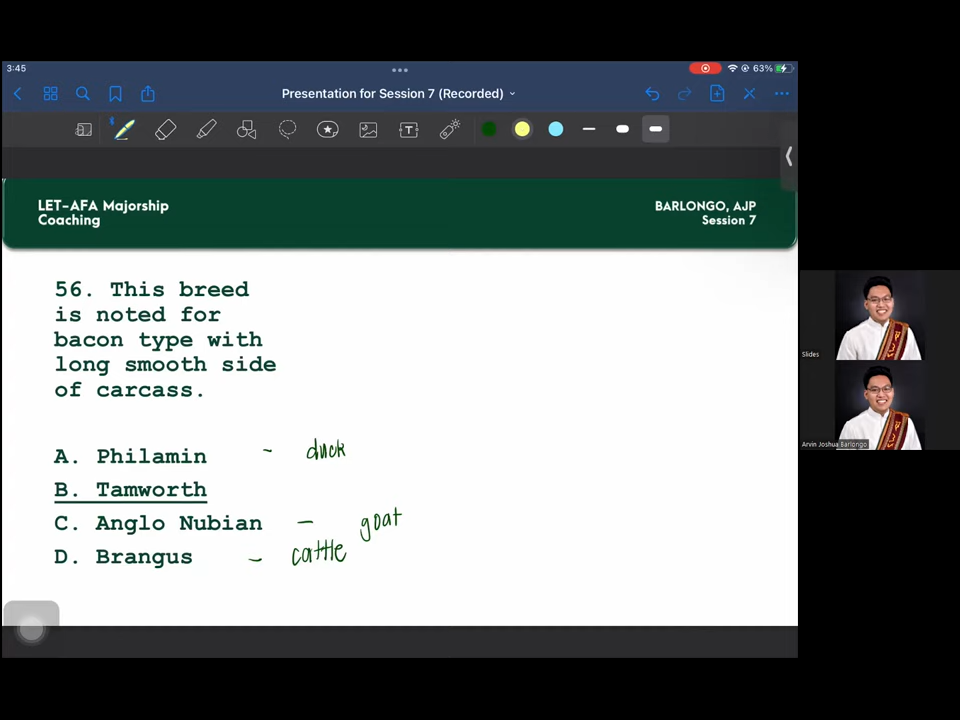 3:45
63%
Presentation for Session 7 (Recorded)
T
LET-AFA Majorship
Coaching
BARLONGO, AJP
Session 7
56. This breed
is noted for
bacon type with
long smooth side
of carcass.
A. Philamin - duck
B. Tamworth
C. Anglo Nubian - goat
D. Brangus - cattle
Slides
Arvin Joshua Barlongo